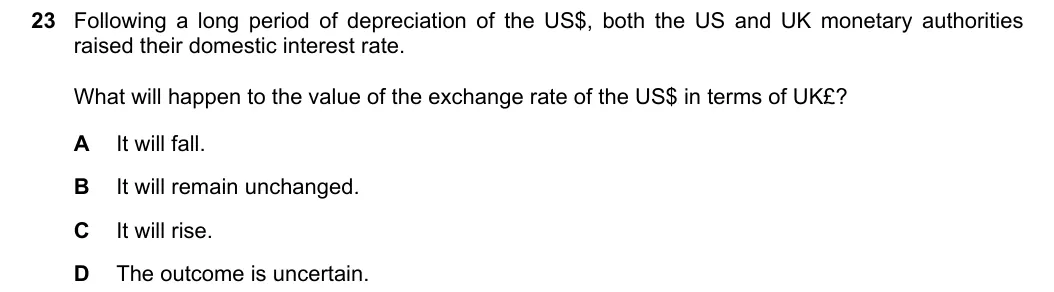 23 Following a long period of depreciation of the US$, both the US and UK monetary authorities
raised their domestic interest rate.
What will happen to the value of the exchange rate of the US$ in terms of UK£?
A It will fall.
B It will remain unchanged.
C It will rise.
D The outcome is uncertain.